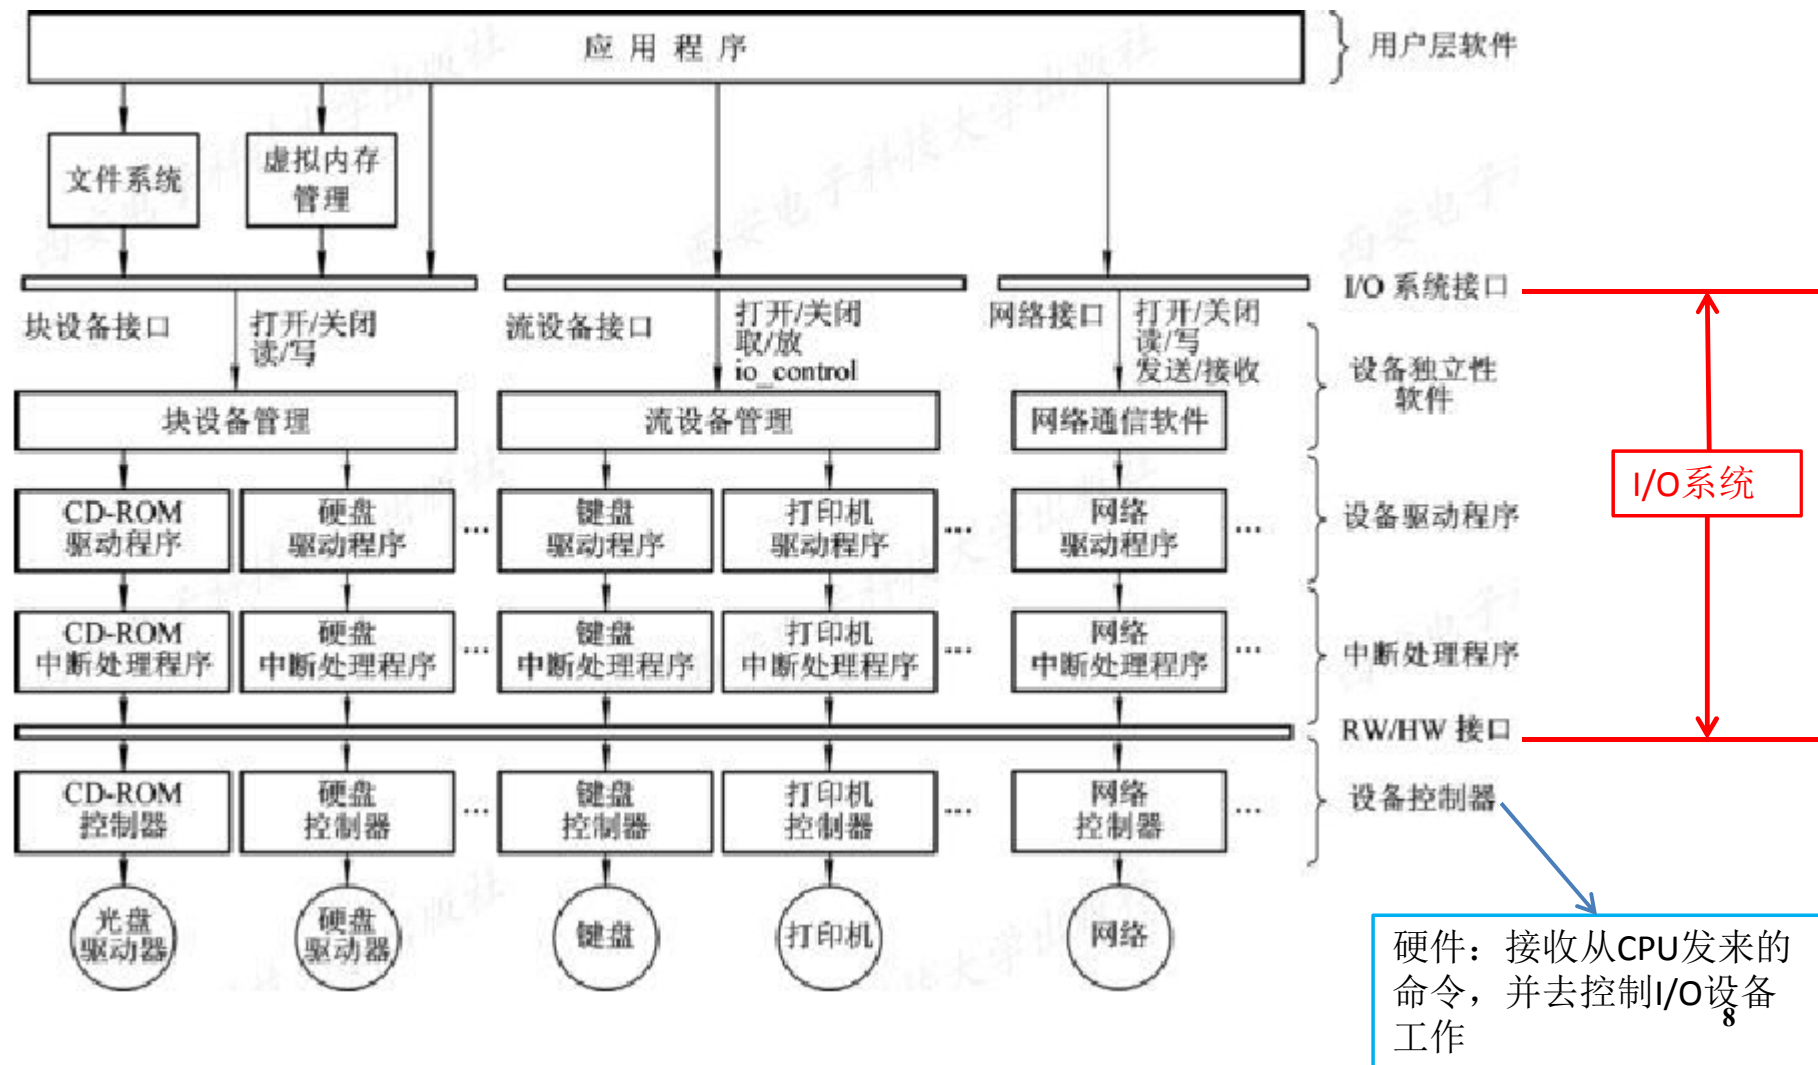 应用程序
用户层软件
文件系统
虚拟内存
管理
I/O 系统接口
块设备接口
打开/关闭
读/写
流设备接口
打开/关闭
取/放
io_control
网络接口
打开/关闭
读/写
发送/接收
设备独立性
软件
块设备管理
流设备管理
网络通信软件
I/O系统
CD-ROM
驱动程序
硬盘
驱动程序
...
键盘
驱动程序
打印机
驱动程序
...
网络
驱动程序
...
设备驱动程序
CD-ROM
中断处理程序
硬盘
中断处理程序
...
键盘
中断处理程序
打印机
中断处理程序
...
网络
中断处理程序
...
中断处理程序
RW/HW 接口
CD-ROM
控制器
硬盘
控制器
...
键盘
控制器
打印机
控制器
...
网络
控制器
...
设备控制器
光盘
驱动器
硬盘
驱动器
键盘
打印机
网络
硬件：接收从CPU发来的
命令，并去控制I/O设备
工作
8
西安电子科技大学出版社